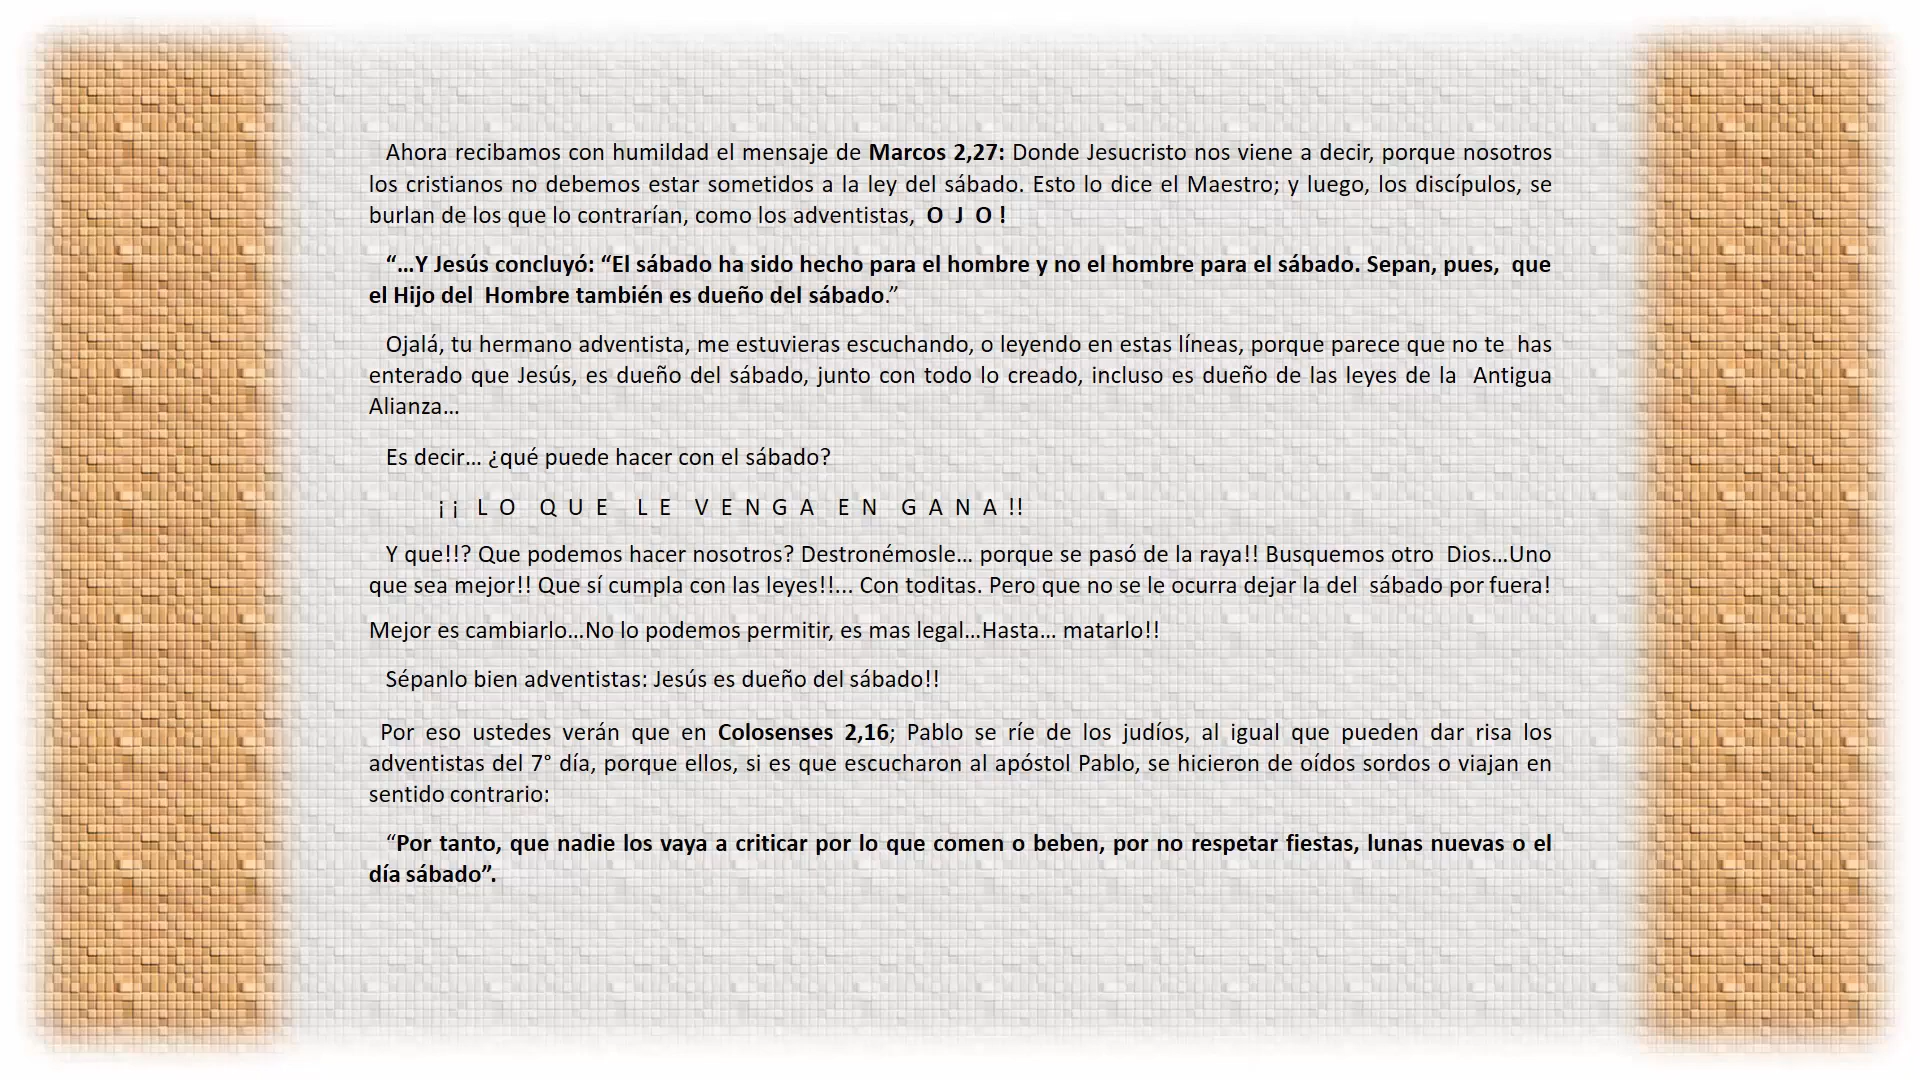 Ahora recibamos con humildad el mensaje de Marcos 2,27: Donde Jesucristo nos viene a decir, porque nosotros
los cristianos no debemos estar sometidos a la ley del sábado. Esto lo dice el Maestro; y luego, los discípulos, se
burlan de los que lo contrarían, como los adventistas, O J O !
“…Y Jesús concluyó: “El sábado ha sido hecho para el hombre y no el hombre para el sábado. Sepan, pues, que
el Hijo del Hombre también es dueño del sábado.”
Ojalá, tu hermano adventista, me estuvieras escuchando, o leyendo en estas líneas, porque parece que no te has
enterado que Jesús, es dueño del sábado, junto con todo lo creado, incluso es dueño de las leyes de la Antigua
Alianza…
Es decir… ¿qué puede hacer con el sábado?
¡¡ L O Q U E L E V E N G A E N G A N A !!
Y que!!? Que podemos hacer nosotros? Destronémosle… porque se pasó de la raya!! Busquemos otro Dios…Uno
que sea mejor!! Que sí cumpla con las leyes!!... Con toditas. Pero que no se le ocurra dejar la del sábado por fuera!
Mejor es cambiarlo…No lo podemos permitir, es mas legal…Hasta… matarlo!!
Sépanlo bien adventistas: Jesús es dueño del sábado!!
Por eso ustedes verán que en Colosenses 2,16; Pablo se ríe de los judíos, al igual que pueden dar risa los
adventistas del 7° día, porque ellos, si es que escucharon al apóstol Pablo, se hicieron de oídos sordos o viajan en
sentido contrario:
“Por tanto, que nadie los vaya a criticar por lo que comen o beben, por no respetar fiestas, lunas nuevas o el
día sábado”.